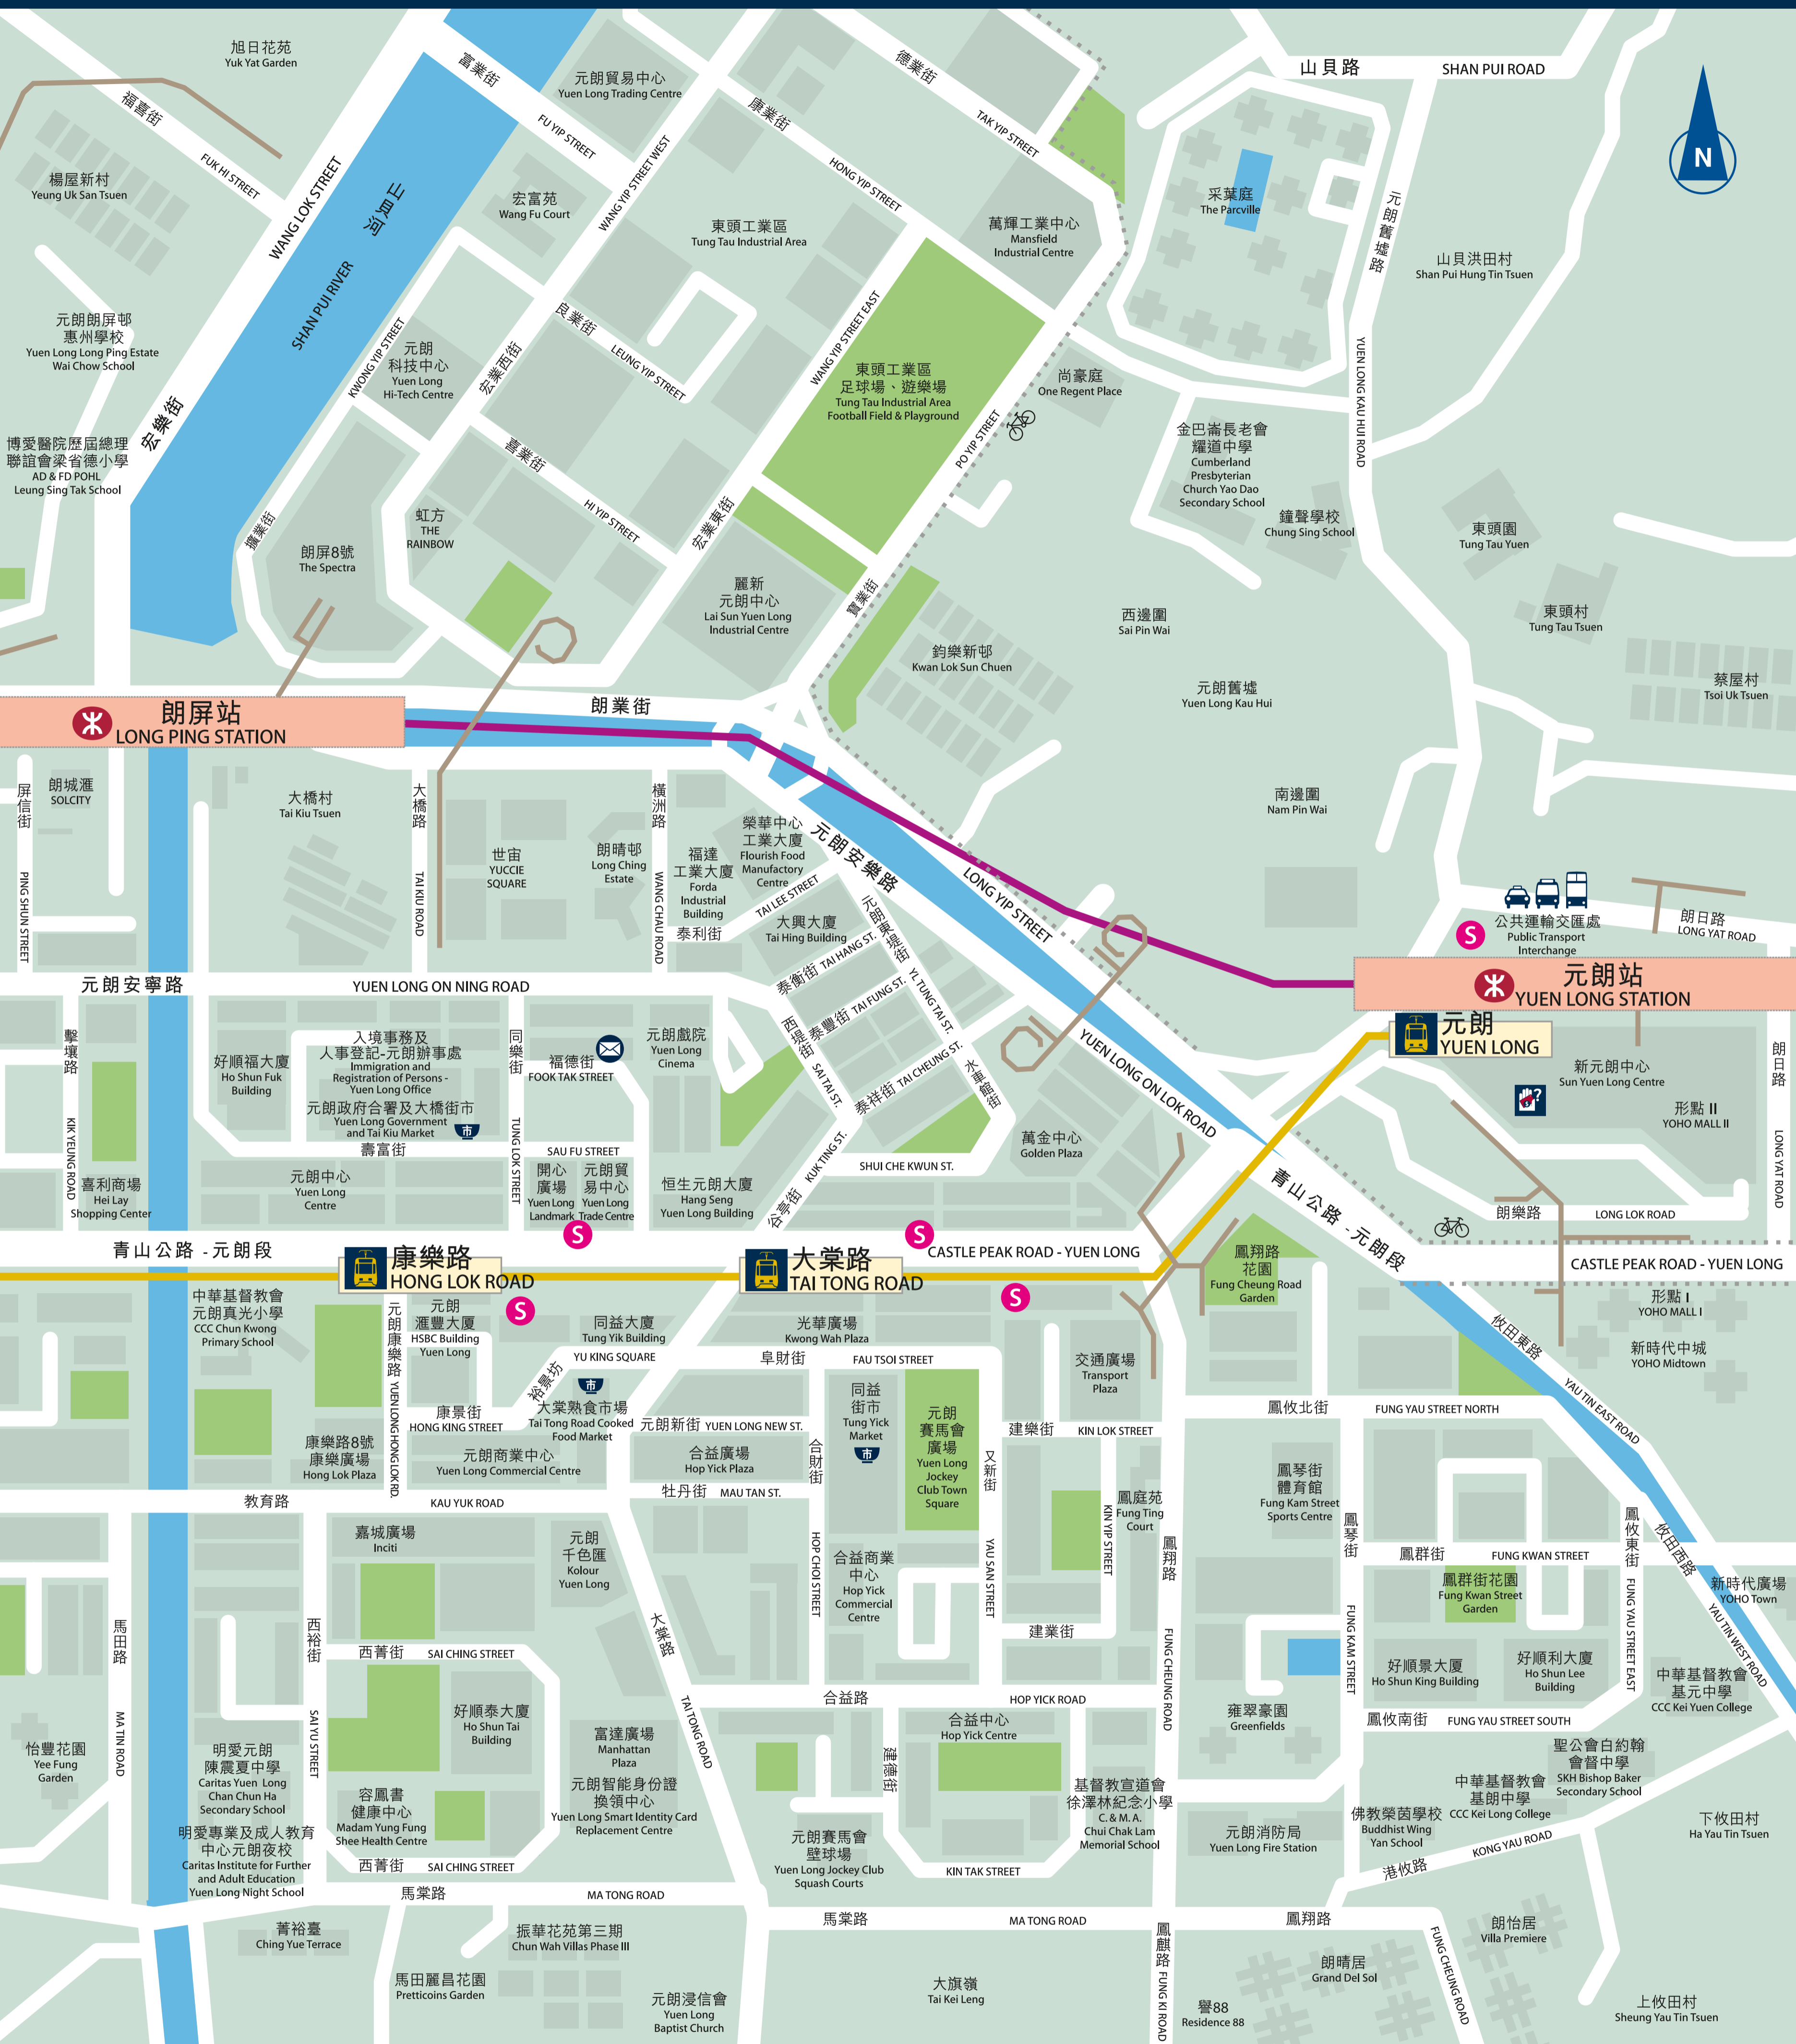 旭日花苑
Yuk Yat Garden
福喜街
FUK HI STREET
楊屋新村
Yeung Uk San Tsuen
WANG LOK STREET
宏樂街
山貝河
SHAN PUI RIVER
元朗朗屏邨
惠州學校
Yuen Long Long Ping Estate
Wai Chow School
博愛醫院歷屆總理
聯誼會梁省德小學
AD & FD POHL
Leung Sing Tak School
富業街
FU YIP STREET
元朗貿易中心
Yuen Long Trading Centre
宏富苑
Wang Fu Court
WANG YIP STREET WEST
宏業西街
康業街
HONG YIP STREET
德業街
TAK YIP STREET
東頭工業區
Tung Tau Industrial Area
萬輝工業中心
Mansfield
Industrial Centre
山貝路
SHAN PUI ROAD
N
采葉庭
The Parcville
元朗舊墟路
YUEN LONG KAU HUI ROAD
山貝洪田村
Shan Pui Hung Tin Tsuen
KWONG YIP STREET
擴業街
元朗
科技中心
Yuen Long
Hi-Tech Centre
良業街
LEUNG YIP STREET
喜業街
HI YIP STREET
WANG YIP STREET EAST
宏業東街
東頭工業區
足球場、遊樂場
Tung Tau Industrial Area
Football Field & Playground
PO YIP STREET
寶業街
尚豪庭
One Regent Place
金巴崙長老會
耀道中學
Cumberland
Presbyterian
Church Yao Dao
Secondary School
鐘聲學校
Chung Sing School
東頭園
Tung Tau Yuen
東頭村
Tung Tau Tsuen
蔡屋村
Tsoi Uk Tsuen
虹方
THE
RAINBOW
朗屏8號
The Spectra
麗新
元朗中心
Lai Sun Yuen Long
Industrial Centre
鈞樂新邨
Kwan Lok Sun Chuen
西邊圍
Sai Pin Wai
元朗舊墟
Yuen Long Kau Hui
南邊圍
Nam Pin Wai
朗屏站
LONG PING STATION
朗業街
LONG YIP STREET
屏信街
PING SHUN STREET
朗城滙
SOLCITY
大橋村
Tai Kiu Tsuen
大橋路
TAI KIU ROAD
世宙
YUCCIE
SQUARE
朗晴邨
Long Ching
Estate
橫洲路
WANG CHAU ROAD
福達
工業大廈
Forda
Industrial
Building
榮華中心
工業大廈
Flourish Food
Manufactory
Centre
TAI LEE STREET
泰利街
大興大廈
Tai Hing Building
元朗安樂路
YUEN LONG ON LOK ROAD
元朗東堤街
YL TUNG TAI ST.
泰衡街 TAI HANG ST.
泰豐街 TAI FUNG ST.
泰祥街 TAI CHEUNG ST.
西堤街
SAI TAI ST.
水車館街
SHUI CHE KWUN ST.
公共運輸交匯處
Public Transport
Interchange
朗日路
LONG YAT ROAD
元朗站
YUEN LONG STATION
元朗
YUEN LONG
新元朗中心
Sun Yuen Long Centre
形點 II
YOHO MALL II
朗日路
LONG YAT ROAD
朗樂路
LONG LOK ROAD
元朗安寧路
YUEN LONG ON NING ROAD
擊壤路
KIK YEUNG ROAD
好順福大廈
Ho Shun Fuk
Building
入境事務及
人事登記-元朗辦事處
Immigration and
Registration of Persons -
Yuen Long Office
元朗政府合署及大橋街市
Yuen Long Government
and Tai Kiu Market
市
同樂街
TUNG LOK STREET
福德街
FOOK TAK STREET
元朗戲院
Yuen Long
Cinema
壽富街
SAU FU STREET
喜利商場
Hei Lay
Shopping Center
元朗中心
Yuen Long
Centre
開心
廣場
Yuen Long
Landmark
元朗貿
易中心
Yuen Long
Trade Centre
恒生元朗大廈
Hang Seng
Yuen Long Building
谷亭街
KUK TING ST.
萬金中心
Golden Plaza
S
S
S
S
S
青山公路 - 元朗段
CASTLE PEAK ROAD - YUEN LONG
青山公路 - 元朗段
CASTLE PEAK ROAD - YUEN LONG
康樂路
HONG LOK ROAD
大棠路
TAI TONG ROAD
鳳翔路
花園
Fung Cheung Road
Garden
形點 I
YOHO MALL I
新時代中城
YOHO Midtown
攸田東路
YAU TIN EAST ROAD
中華基督教會
元朗真光小學
CCC Chun Kwong
Primary School
元朗康樂路
YUEN LONG HONG LOK RD.
元朗
滙豐大厦
HSBC Building
Yuen Long
同益大廈
Tung Yik Building
光華廣場
Kwong Wah Plaza
裕景坊
YU KING SQUARE
阜財街
FAU TSOI STREET
交通廣場
Transport
Plaza
市
康景街
HONG KING STREET
大棠熟食市場
Tai Tong Road Cooked
Food Market
元朗新街
YUEN LONG NEW ST.
同益
街市
Tung Yick
Market
市
元朗
賽馬會
廣場
Yuen Long
Jockey
Club Town
Square
建樂街
KIN LOK STREET
鳳攸北街
FUNG YAU STREET NORTH
康樂路8號
康樂廣場
Hong Lok Plaza
元朗商業中心
Yuen Long Commercial Centre
合益廣場
Hop Yick Plaza
合財街
HOP CHOI STREET
牡丹街
MAU TAN ST.
又新街
YAU SAN STREET
KIN YIP STREET
鳳庭苑
Fung Ting
Court
鳳琴街
體育館
Fung Kam Street
Sports Centre
鳳琴街
FUNG KAM STREET
教育路
KAU YUK ROAD
嘉城廣場
Inciti
元朗
千色匯
Kolour
Yuen Long
合益商業
中心
Hop Yick
Commercial
Centre
鳳翔路
FUNG CHEUNG ROAD
鳳群街
FUNG KWAN STREET
鳳群街花園
Fung Kwan Street
Garden
鳳攸東街
FUNG YAU STREET EAST
攸田西路
YAU TIN WEST ROAD
新時代廣場
YOHO Town
馬田路
MA TIN ROAD
西裕街
SAI YU STREET
西菁街
SAI CHING STREET
大棠路
TAI TONG ROAD
建業街
合益路
HOP YICK ROAD
好順景大廈
Ho Shun King Building
好順利大廈
Ho Shun Lee
Building
中華基督教會
基元中學
CCC Kei Yuen College
怡豐花園
Yee Fung
Garden
明愛元朗
陳震夏中學
Caritas Yuen Long
Chan Chun Ha
Secondary School
好順泰大廈
Ho Shun Tai
Building
富達廣場
Manhattan
Plaza
合益中心
Hop Yick Centre
雍翠豪園
Greenfields
鳳攸南街
FUNG YAU STREET SOUTH
聖公會白約翰
會督中學
SKH Bishop Baker
Secondary School
容鳳書
健康中心
Madam Yung Fung
Shee Health Centre
元朗智能身份證
換領中心
Yuen Long Smart Identity Card
Replacement Centre
建德街
KIN TAK STREET
基督教宣道會
徐澤林紀念小學
C. & M. A.
Chui Chak Lam
Memorial School
中華基督教會
基朗中學
CCC Kei Long College
佛教榮茵學校
Buddhist Wing
Yan School
元朗消防局
Yuen Long Fire Station
下攸田村
Ha Yau Tin Tsuen
明愛專業及成人教育
中心元朗夜校
Caritas Institute for Further
and Adult Education
Yuen Long Night School
西菁街
SAI CHING STREET
元朗賽馬會
壁球場
Yuen Long Jockey Club
Squash Courts
港攸路
KONG YAU ROAD
馬棠路
MA TONG ROAD
馬棠路
MA TONG ROAD
鳳翔路
FUNG CHEUNG ROAD
菁裕臺
Ching Yue Terrace
振華花苑第三期
Chun Wah Villas Phase III
鳳麒路
FUNG KI ROAD
朗怡居
Villa Premiere
朗晴居
Grand Del Sol
馬田麗昌花園
Pretticoins Garden
元朗浸信會
Yuen Long
Baptist Church
大旗嶺
Tai Kei Leng
譽88
Residence 88
上攸田村
Sheung Yau Tin Tsuen